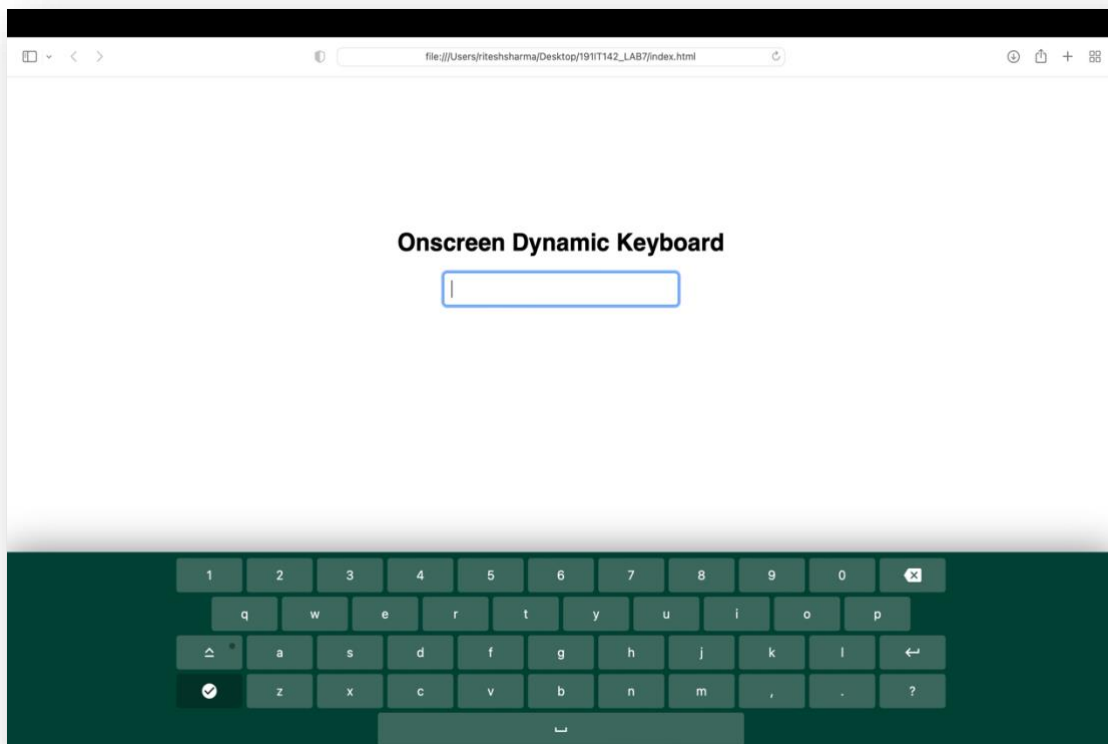 file:///Users/riteshsharma/Desktop/191IT142_LAB7/index.html
Onscreen Dynamic Keyboard
1 2 3 4 5 6 7 8 9 0
q w e r t y u i o p
a s d f g h j k l
z x c v b n m , . ?